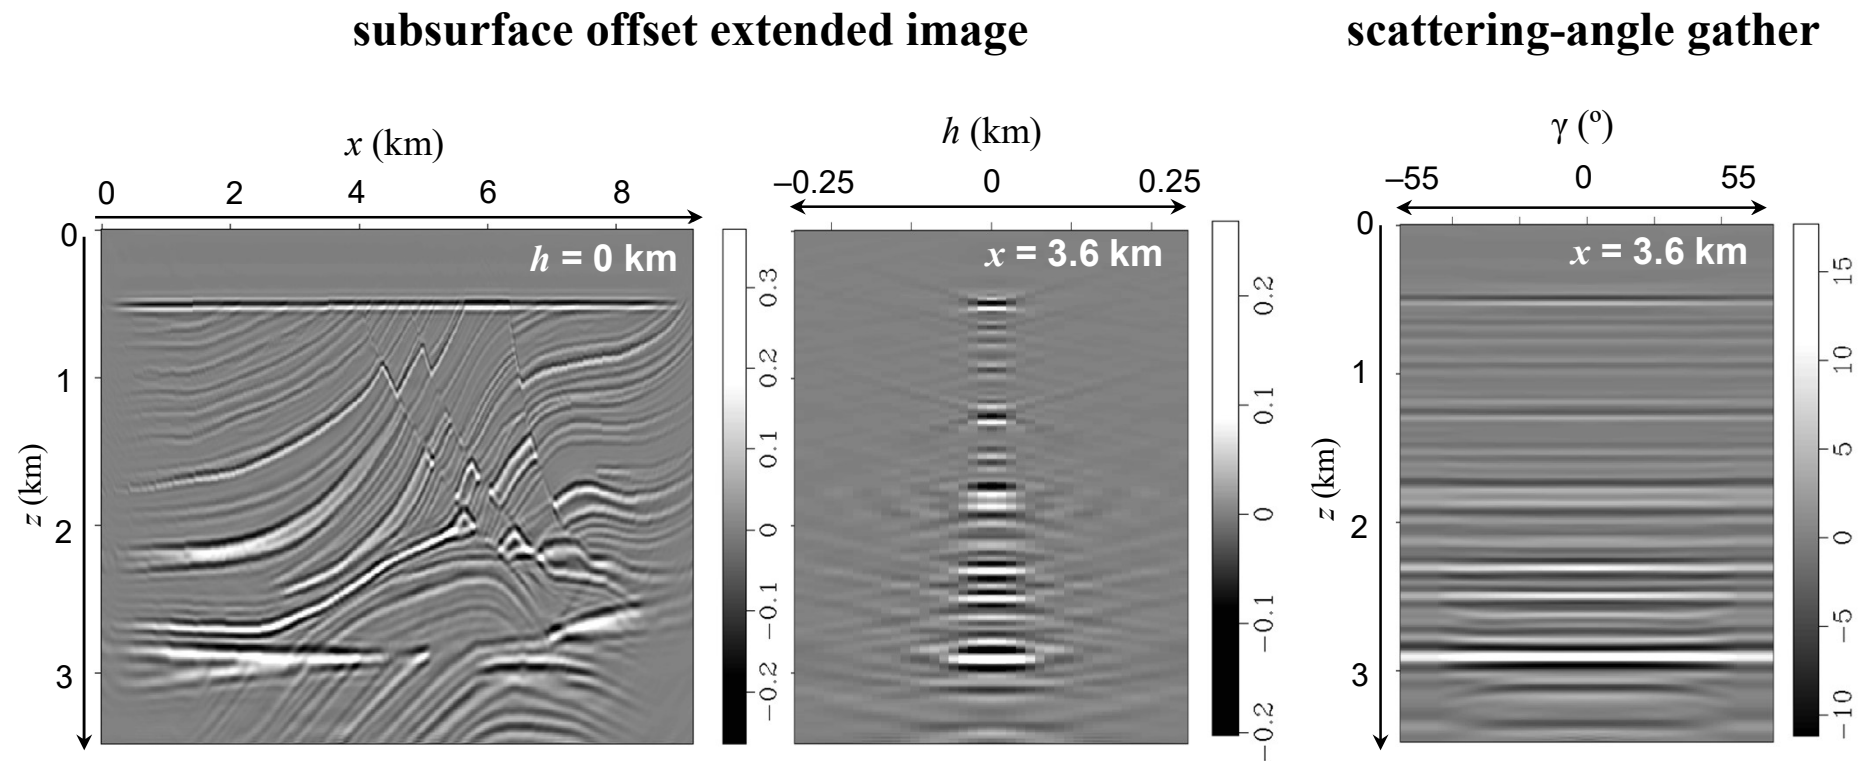 subsurface offset extended image
scattering-angle gather
x (km)
0 2 4 6 8
z (km)
0
1
2
3
h = 0 km
0.3
0.2
0.1
0
−0.1
−0.2
h (km)
−0.25 0 0.25
x = 3.6 km
0.2
0.1
0
−0.1
−0.2
γ (º)
−55 0 55
z (km)
0
1
2
3
x = 3.6 km
15
10
5
0
−5
−10